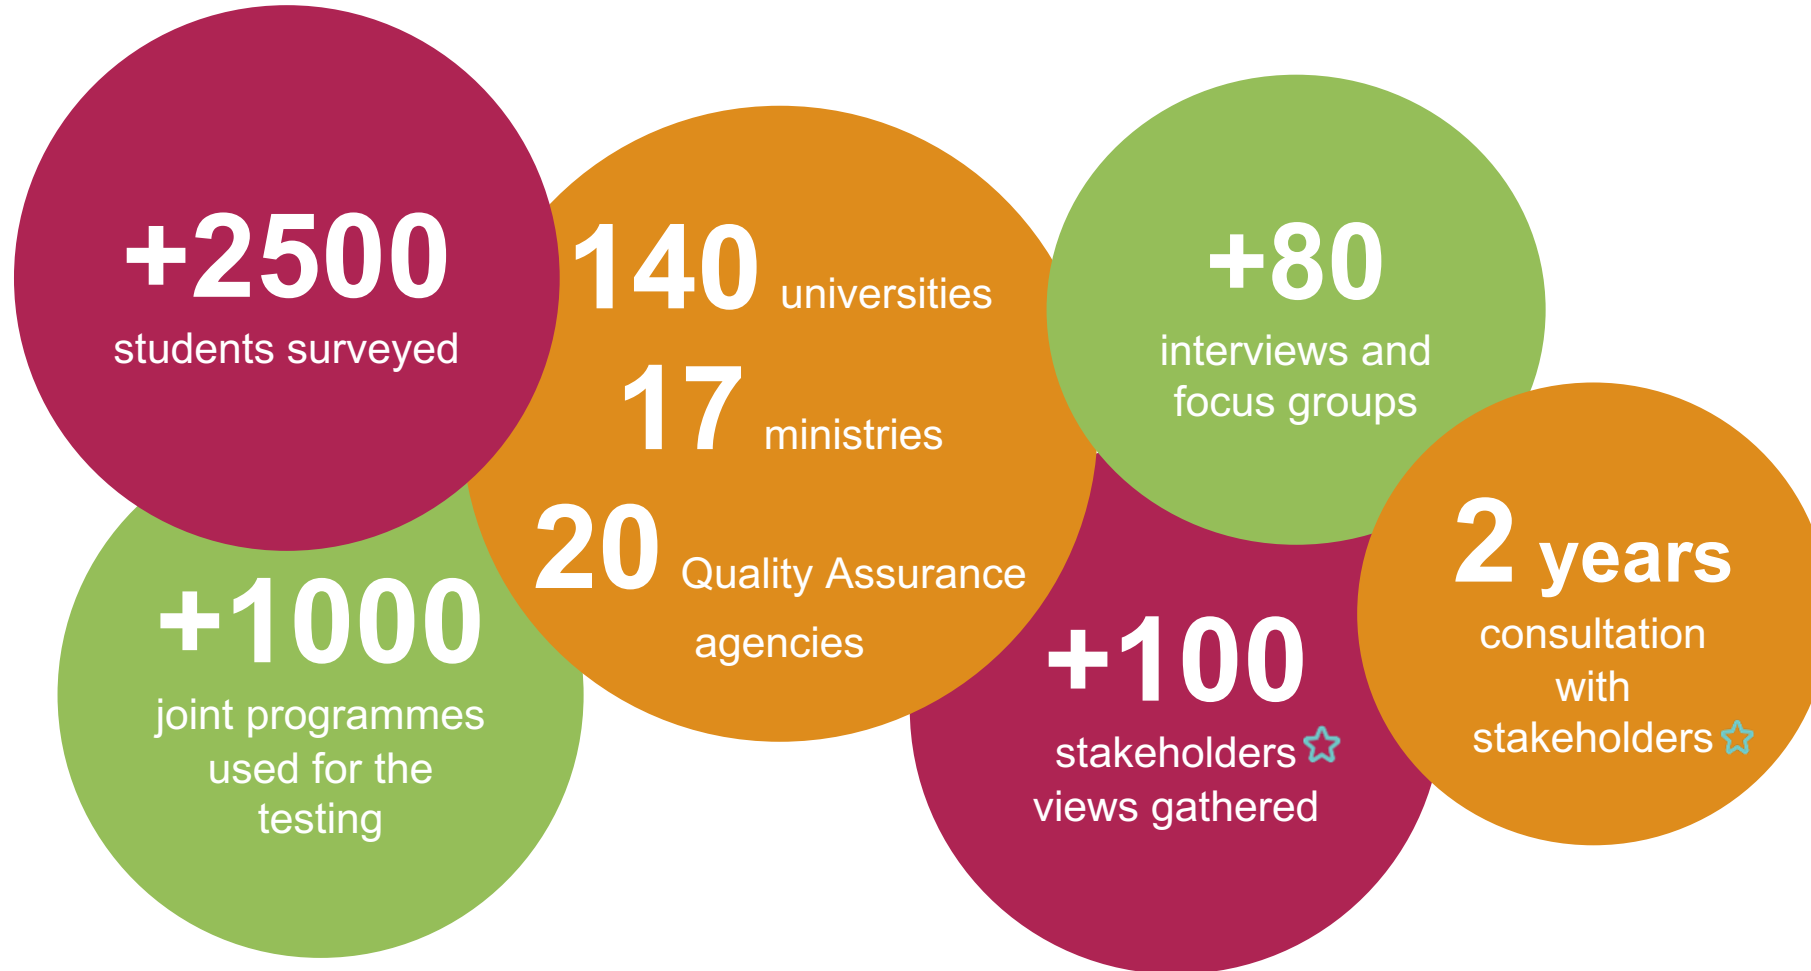 +2500
students surveyed
140 universities
17 ministries
20 Quality Assurance
agencies
+80
interviews and
focus groups
+1000
joint programmes
used for the
testing
+100
stakeholders
views gathered
2 years
consultation
with
stakeholders